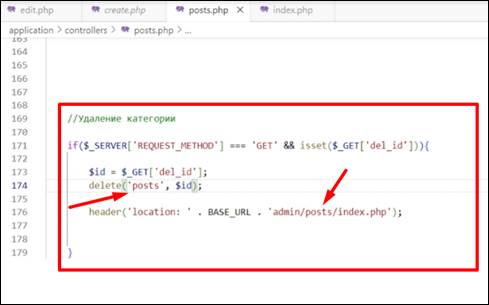 edit.php create.php posts.php × index.php
application > controllers > posts.php > ...
163
164
165
166
167
168
169 //Удаление категории
170
171 if($_SERVER['REQUEST_METHOD'] === 'GET' && isset($_GET['del_id'])){
172
173 $id = $_GET['del_id'];
174 delete('posts', $id);
175
176 header('location: ' . BASE_URL . 'admin/posts/index.php');
177
178
179 }